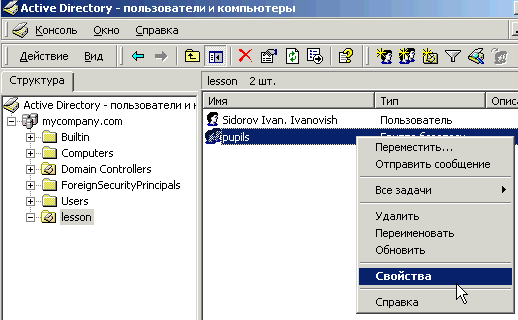 Active Directory - пользователи и компьютеры
Консоль Окно Справка
Действие Вид
Структура
lesson 2 шт.
Active Directory - пользователи и к
Имя Тип Описа
mycompany.com
Sidorov Ivan. Ivanovish Пользователь
Builtin
pupils
Computers
Переместить...
Domain Controllers
Отправить сообщение
ForeignSecurityPrincipals
Все задачи
Users
lesson
Удалить
Переименовать
Обновить
Свойства
Справка